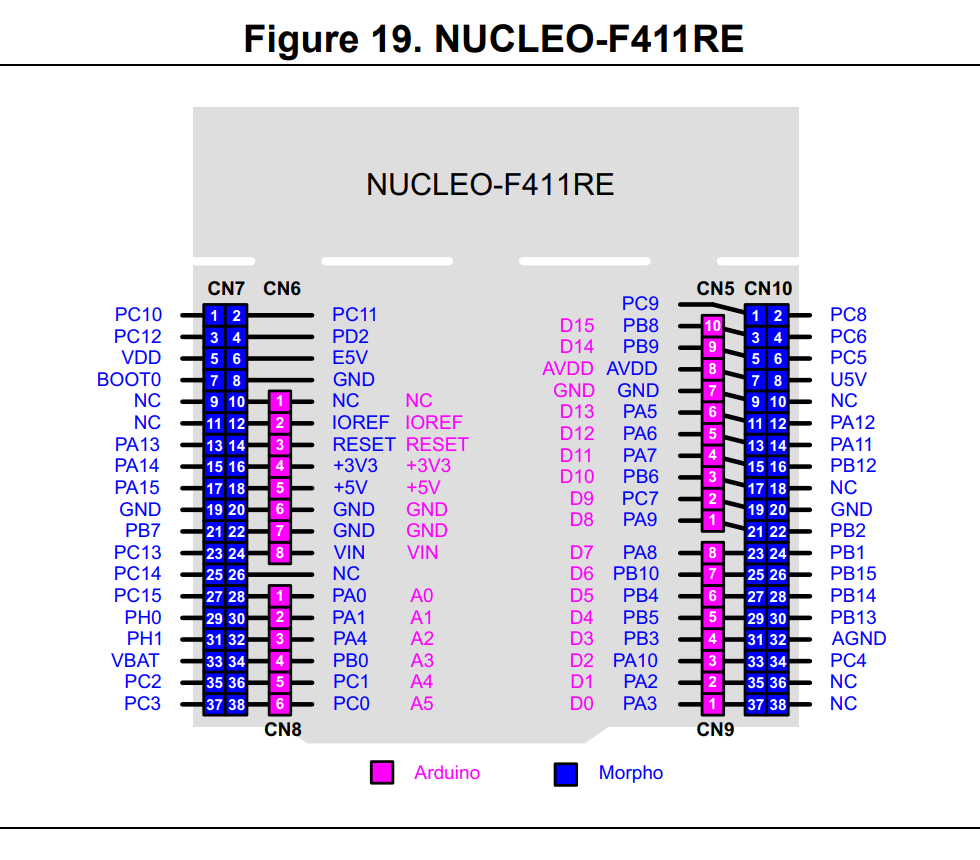 Figure 19. NUCLEO-F411RE
NUCLEO-F411RE
CN7 CN6 CN5 CN10
PC9
PC10 1 2 PC11 1 2 PC8
D15 PB8 10
PC12 3 4 PD2 3 4 PC6
D14 PB9 9
VDD 5 6 E5V 5 6 PC5
AVDD AVDD 8
BOOT0 7 8 GND 7 8 U5V
GND GND 7
NC 9 10 1 NC NC 9 10 NC
D13 PA5 6
NC 11 12 2 IOREF IOREF 11 12 PA12
D12 PA6 5
PA13 13 14 3 RESET RESET 13 14 PA11
D11 PA7 4
PA14 15 16 4 +3V3 +3V3 15 16 PB12
D10 PB6 3
PA15 17 18 5 +5V +5V 17 18 NC
D9 PC7 2
GND 19 20 6 GND GND 19 20 GND
D8 PA9 1
PB7 21 22 7 GND GND 21 22 PB2
PC13 23 24 8 VIN VIN D7 PA8 8 23 24 PB1
PC14 25 26 NC D6 PB10 7 25 26 PB15
PC15 27 28 1 PA0 A0 D5 PB4 6 27 28 PB14
PH0 29 30 2 PA1 A1 D4 PB5 5 29 30 PB13
PH1 31 32 3 PA4 A2 D3 PB3 4 31 32 AGND
VBAT 33 34 4 PB0 A3 D2 PA10 3 33 34 PC4
PC2 35 36 5 PC1 A4 D1 PA2 2 35 36 NC
PC3 37 38 6 PC0 A5 D0 PA3 1 37 38 NC
CN8 CN9
Arduino Morpho